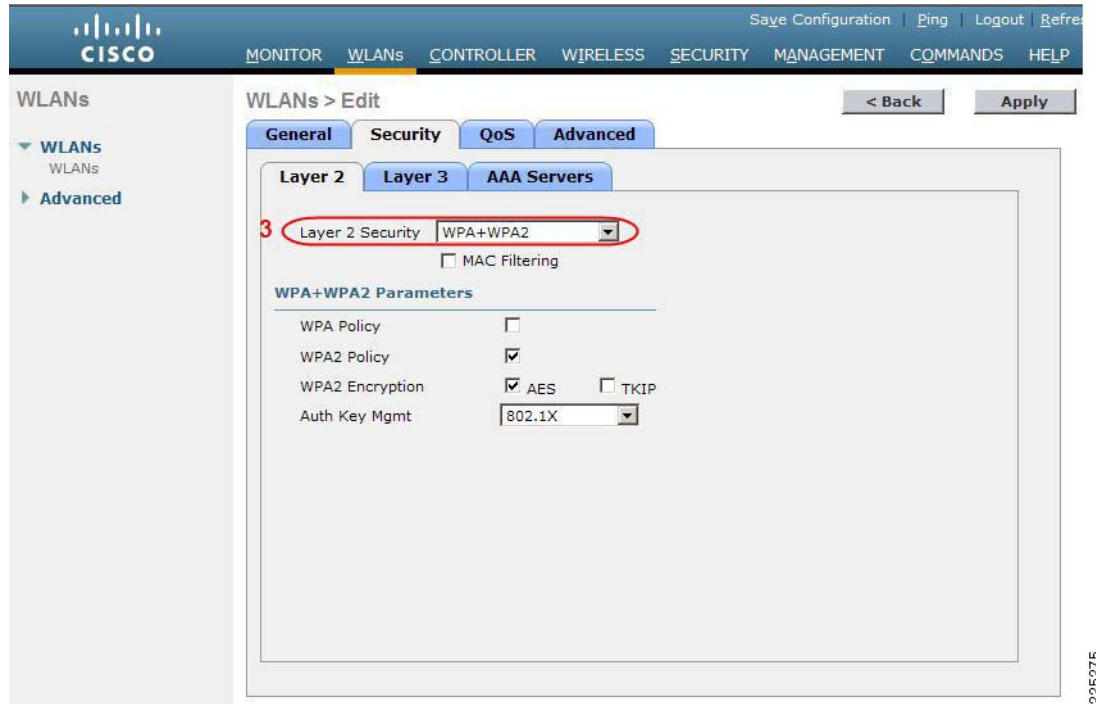 Save Configuration | Ping | Logout | Refre
CISCO
MONITOR WLANs CONTROLLER WIRELESS SECURITY MANAGEMENT COMMANDS HELP
WLANs
WLANs
WLANs
Advanced
WLANs > Edit
< Back
Apply
General Security QoS Advanced
Layer 2 Layer 3 AAA Servers
3 Layer 2 Security WPA+WPA2
MAC Filtering
WPA+WPA2 Parameters
WPA Policy
WPA2 Policy
WPA2 Encryption AES TKIP
Auth Key Mgmt 802.1X
225275